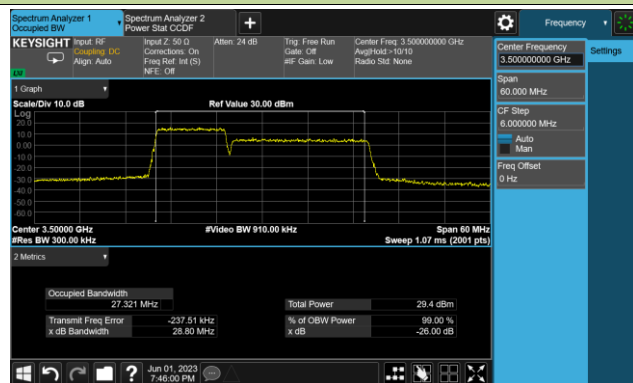 Spectrum Analyzer 1
Occupied BW
Spectrum Analyzer 2
Power Stat CCDF
Frequency
KEYSIGHT
Input: RF
Coupling: DC
Align: Auto
Input Z: 50 Ω
Corrections: On
Freq Ref: Int (S)
NFE: Off
Atten: 24 dB
Trig: Free Run
Gate: Off
#IF Gain: Low
Center Freq: 3.500000000 GHz
Avg|Hold:>10/10
Radio Std: None
LXI
Center Frequency
3.500000000 GHz
Settings
Span
60.000 MHz
CF Step
6.000000 MHz
Auto
Man
Freq Offset
0 Hz
1 Graph
Scale/Div 10.0 dB
Ref Value 30.00 dBm
Log
20.0
10.0
0.00
-10.0
-20.0
-30.0
-40.0
-50.0
-60.0
Center 3.50000 GHz
#Video BW 910.00 kHz
Span 60 MHz
#Res BW 300.00 kHz
Sweep 1.07 ms (2001 pts)
2 Metrics
Occupied Bandwidth
27.321 MHz
Total Power
29.4 dBm
Transmit Freq Error
-237.51 kHz
% of OBW Power
99.00 %
x dB Bandwidth
28.80 MHz
x dB
-26.00 dB
?
Jun 01, 2023
7:46:00 PM